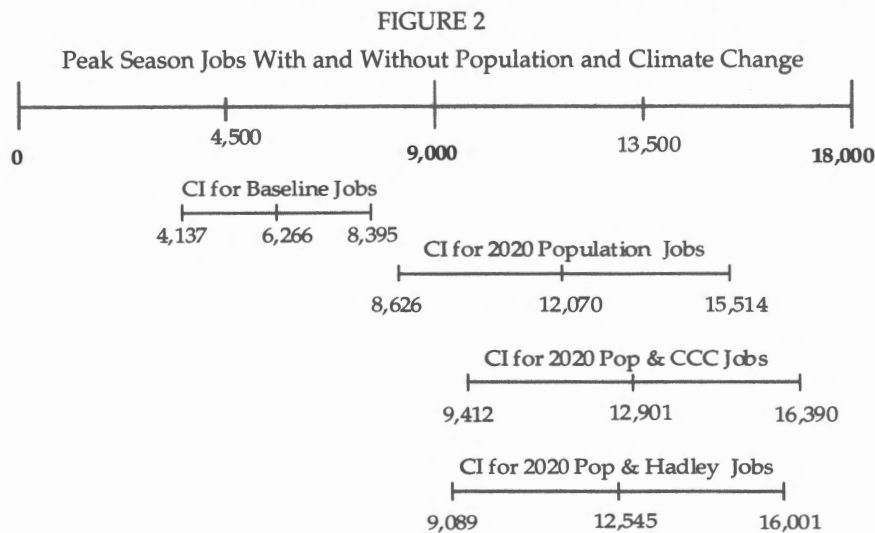 FIGURE 2
Peak Season Jobs With and Without Population and Climate Change
0 4,500 9,000 13,500 18,000
CI for Baseline Jobs
4,137 6,266 8,395
CI for 2020 Population Jobs
8,626 12,070 15,514
CI for 2020 Pop & CCC Jobs
9,412 12,901 16,390
CI for 2020 Pop & Hadley Jobs
9,089 12,545 16,001